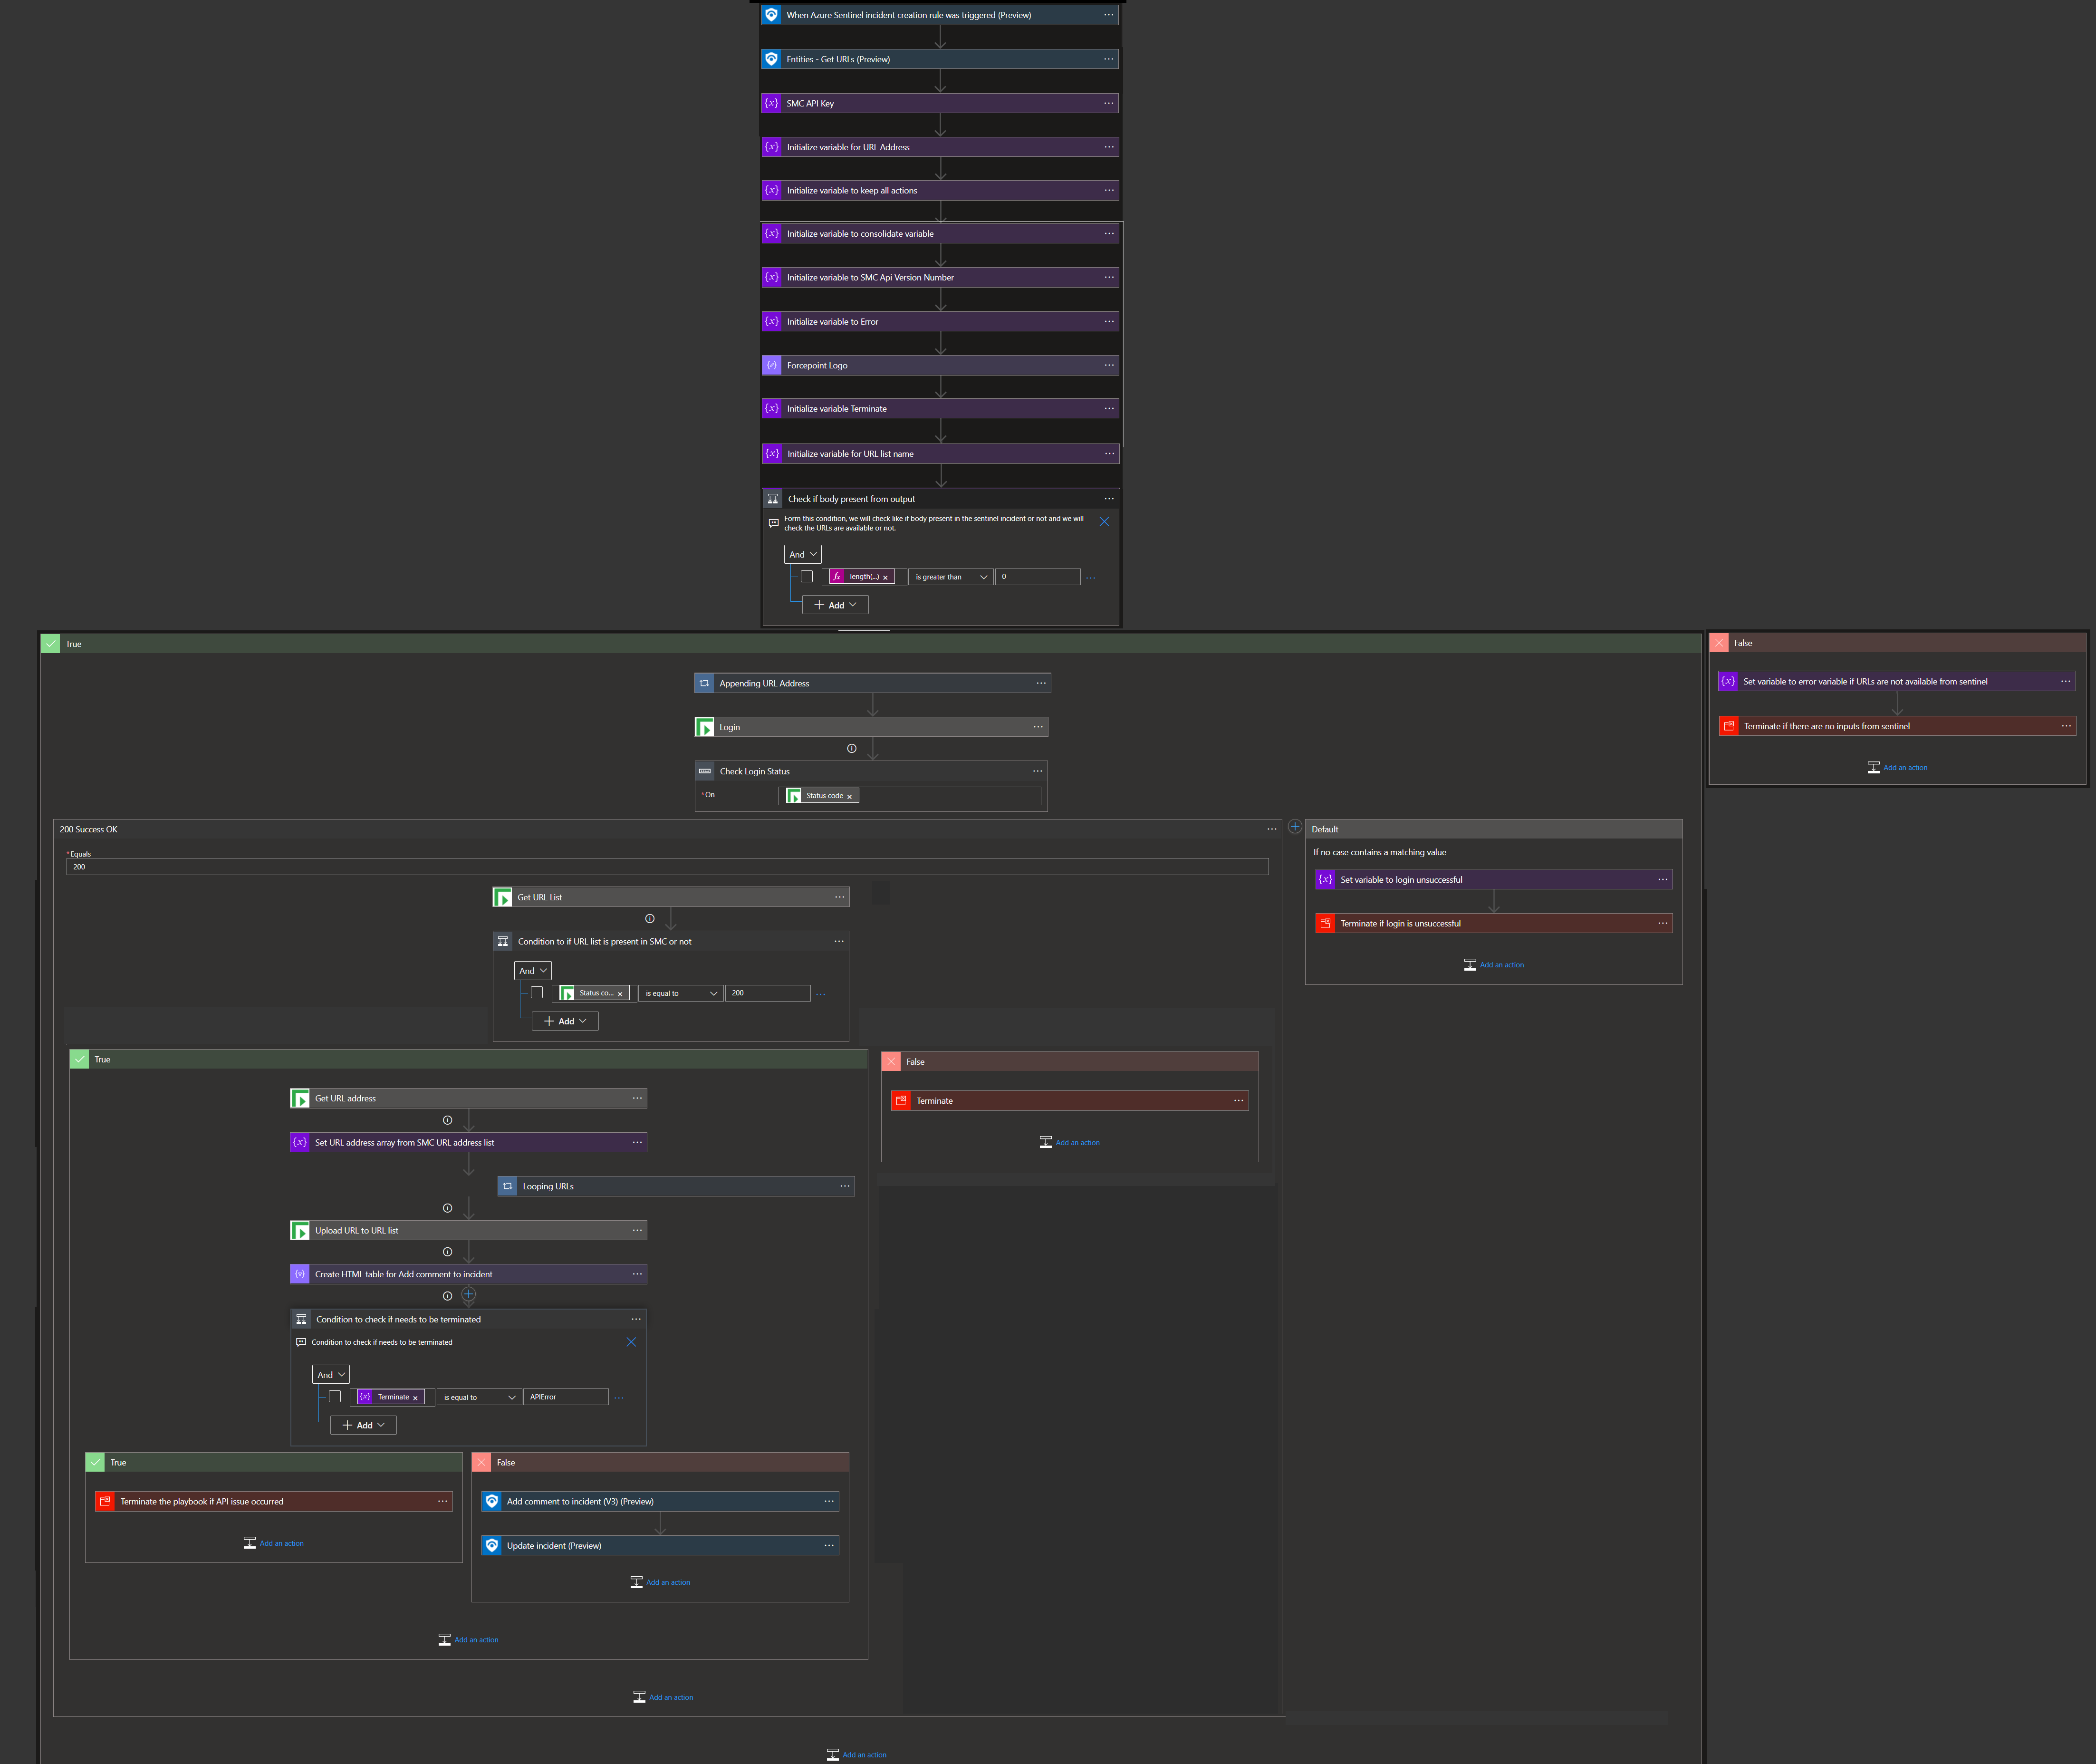 When Azure Sentinel incident creation rule was triggered (Preview)
Entities - Get URLs (Preview)
{x} SMC API Key
{x} Initialize variable for URL Address
{x} Initialize variable to keep all actions
{x} Initialize variable to consolidate variable
{x} Initialize variable to SMC Api Version Number
{x} Initialize variable to Error
Forcepoint Logo
{x} Initialize variable Terminate
{x} Initialize variable for URL list name
Check if body present from output
Form this condition, we will check like if body present in the sentinel incident or not and we will
check the URLs are available or not.
And
fx length(...) × is greater than 0
+ Add
True
Appending URL Address
Login
Check Login Status
* On Status code ×
False
{x} Set variable to error variable if URLs are not available from sentinel
Terminate if there are no inputs from sentinel
Add an action
200 Success OK
* Equals
200
Get URL List
Condition to if URL list is present in SMC or not
And
Status co... × is equal to 200
+ Add
Default
If no case contains a matching value
{x} Set variable to login unsuccessful
Terminate if login is unsuccessful
Add an action
True
Get URL address
{x} Set URL address array from SMC URL address list
Looping URLs
Upload URL to URL list
Create HTML table for Add comment to incident
Condition to check if needs to be terminated
Condition to check if needs to be terminated
And
{x} Terminate × is equal to APIError
+ Add
False
Terminate
Add an action
True
Terminate the playbook if API issue occurred
Add an action
False
Add comment to incident (V3) (Preview)
Update incident (Preview)
Add an action
Add an action
Add an action
Add an action